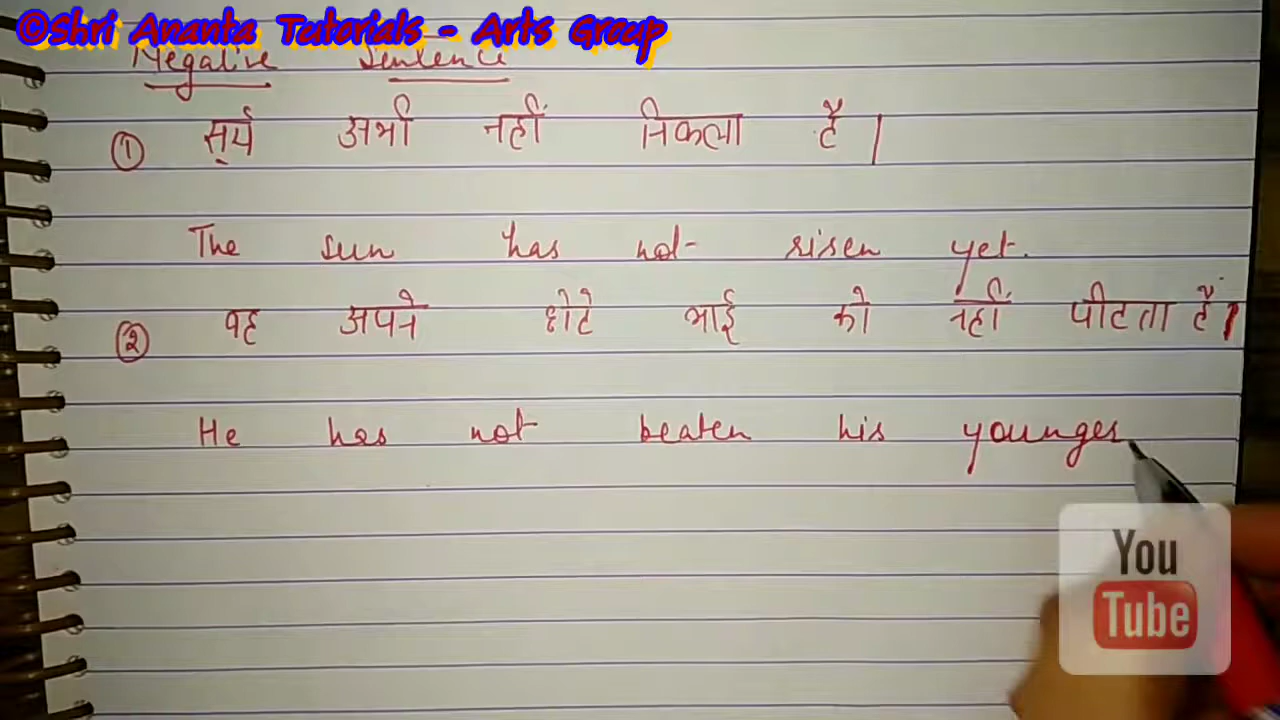 ©Shri Ananta Tutorials - Arts Group
Negative Sentence
① सूर्य अभी नहीं निकला है।
The sun has not risen yet.
② वह अपने छोटे भाई को नहीं पीटता है।
He has not beaten his younger
You
Tube